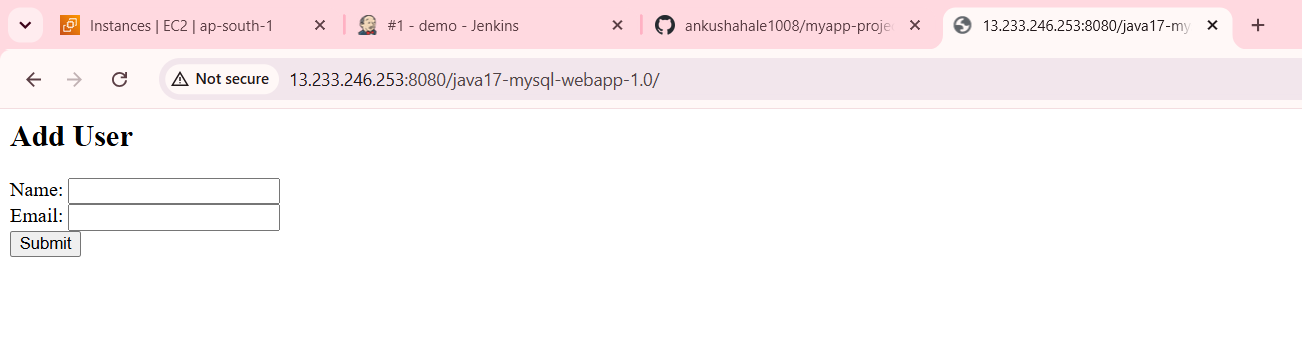 Instances | EC2 | ap-south-1
#1 - demo - Jenkins
ankushahale1008/myapp-projec
13.233.246.253:8080/java17-my
Not secure
13.233.246.253:8080/java17-mysql-webapp-1.0/
Add User
Name:
Email:
Submit